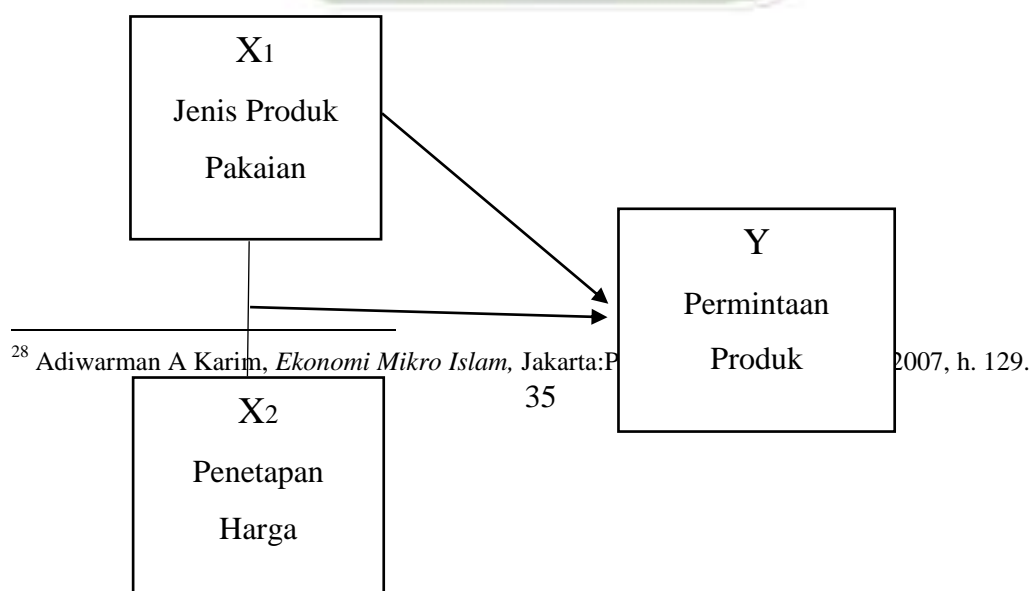 X1
Jenis Produk
Pakaian
Y
Permintaan
Produk
28 Adiwarman A Karim, Ekonomi Mikro Islam, Jakarta:P 2007, h. 129.
35
X2
Penetapan
Harga